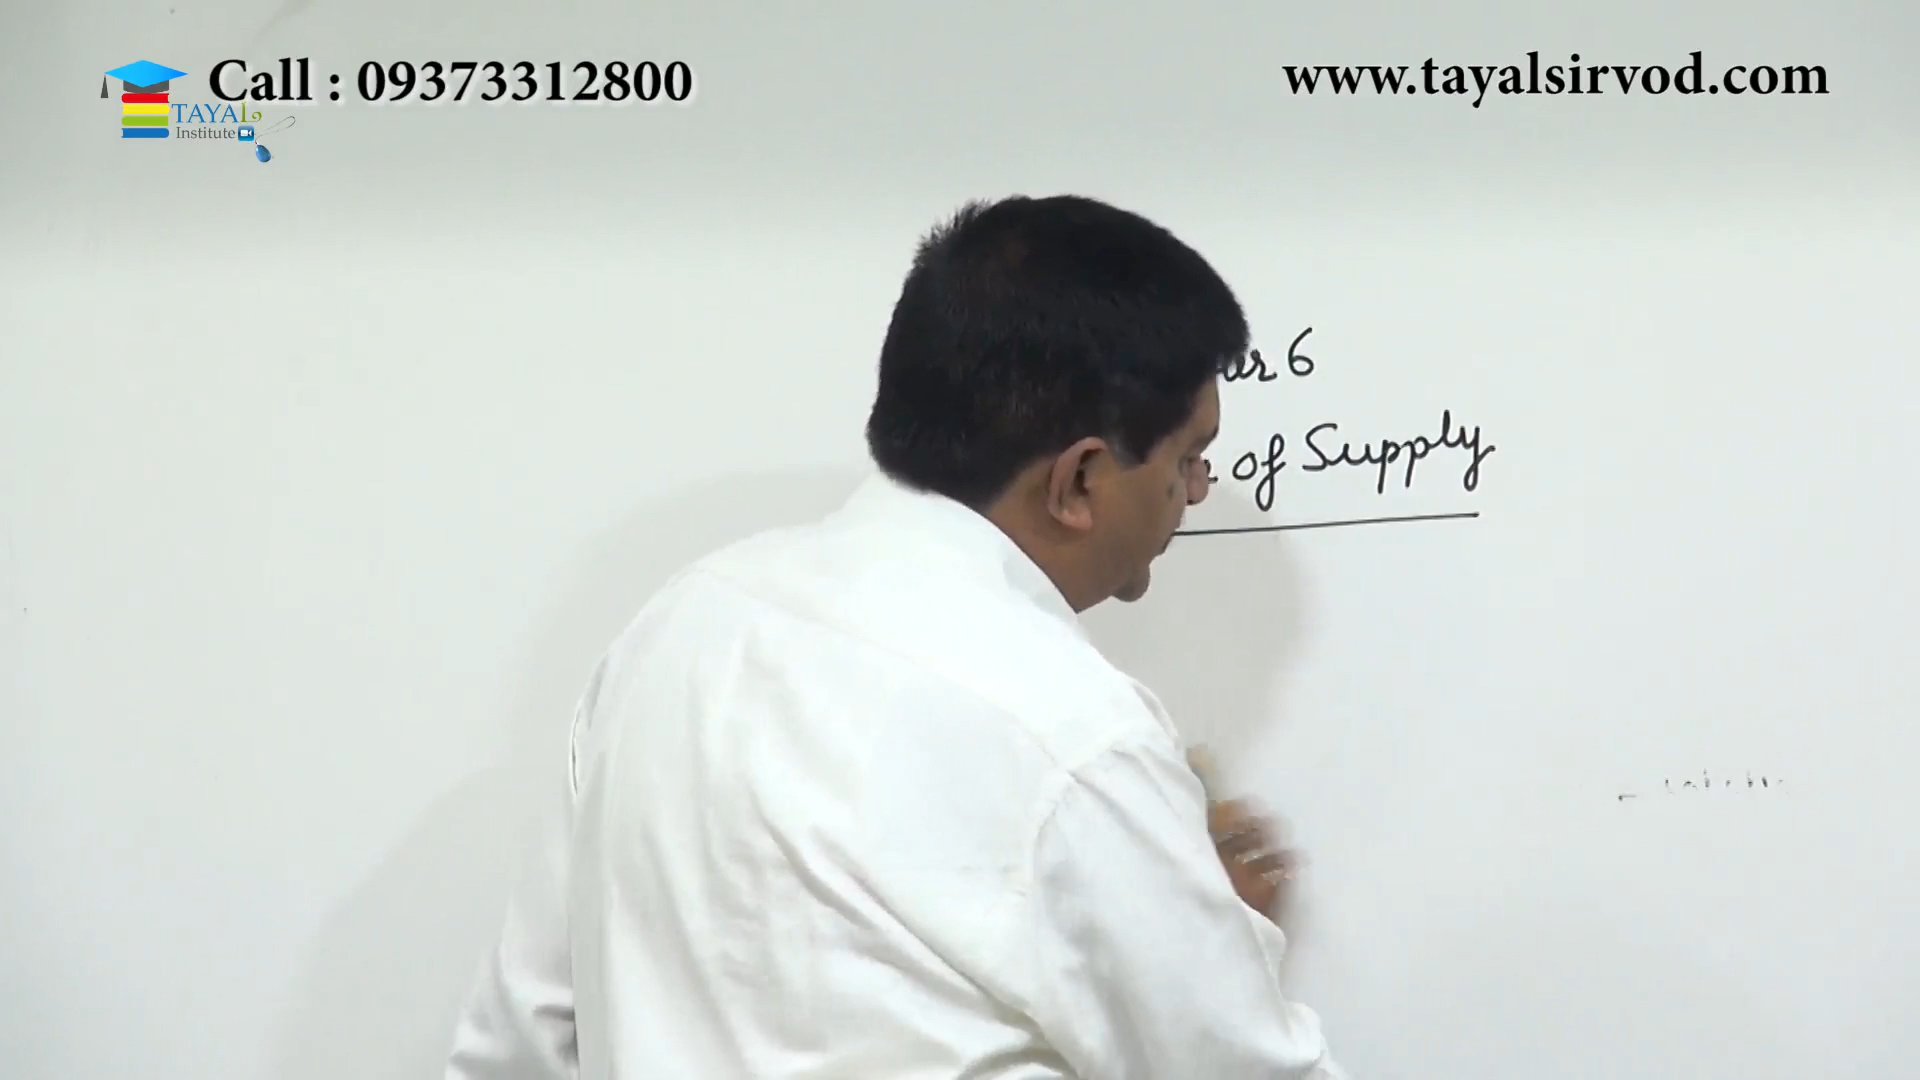 Call : 09373312800
www.tayalsirvod.com
TAYAL
Institute
6
of Supply